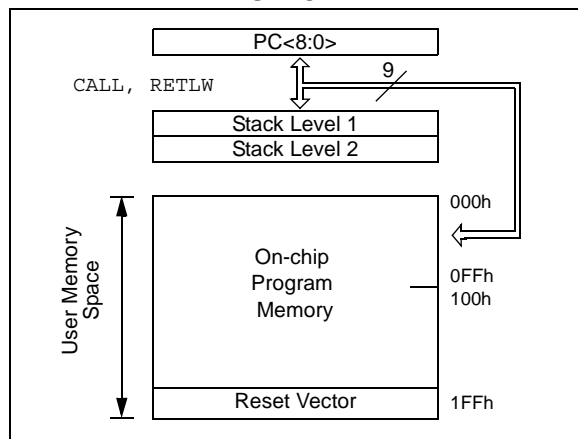 PC<8:0>
9
CALL, RETLW
Stack Level 1
Stack Level 2
000h
User Memory
Space
On-chip
Program
Memory
0FFh
100h
Reset Vector
1FFh